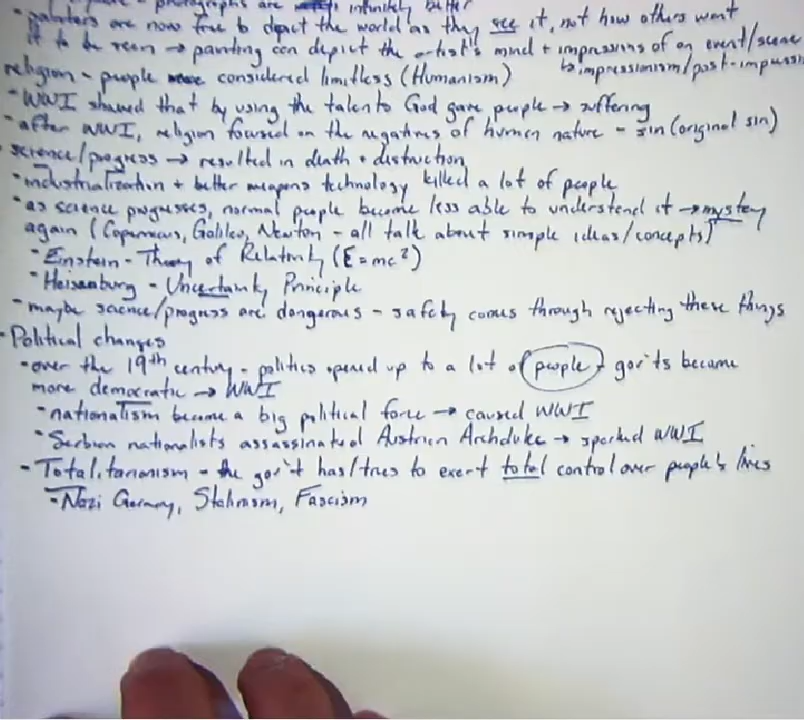 photographs are infinitely better
• painters are now free to depict the world as they see it, not how others want
it to be seen → painting can depict the artist's mind + impressions of an event/scene
↳ impressionism/post-impressi
religion - people were considered limitless (Humanism)
• WWI showed that by using the talents God gave people → suffering
• after WWI, religion focused on the negatives of human nature - sin (original sin)
• science/progress → resulted in death + distruction
• industrialization + better weapons technology killed a lot of people
• as science progresses, normal people become less able to understand it → mystery
again (Copernicus, Galileo, Newton - all talk about simple ideas/concepts)
• Einstein - Theory of Relativity (E=mc²)
• Heisenburg - Uncertainty Principle
• maybe science/progress are dangerous - safety comes through rejecting these things
• Political changes
• over the 19th century - politics opened up to a lot of people + gov'ts became
more democratic → WWI
• nationalism became a big political force → caused WWI
• Serbian nationalists assassinated Austrian Archduke → sparked WWI
- Totalitarianism - the gov't has/tries to exert total control over people's lives
- Nazi Germany, Stalinism, Fascism